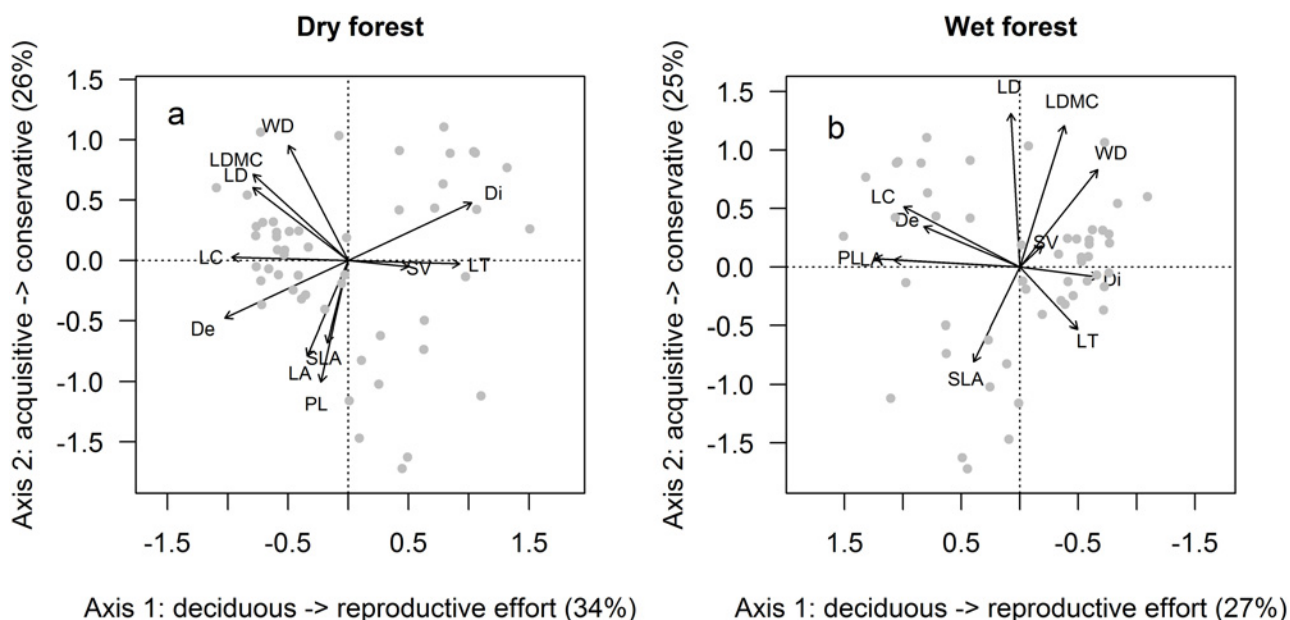 Dry forest
Axis 2: acquisitive -> conservative (26%)
1.5
1.0
0.5
0.0
-0.5
-1.0
-1.5
a
WD
LDMC
LD
Di
LC
SV
LT
De
SLA
LA
PL
-1.5 -0.5 0.5 1.5
Axis 1: deciduous -> reproductive effort (34%)
Wet forest
Axis 2: acquisitive -> conservative (25%)
1.5
1.0
0.5
0.0
-0.5
-1.0
-1.5
b
LD
LDMC
WD
LC
De
SV
PLLA
Di
LT
SLA
0.5 -0.5 -1.5
Axis 1: deciduous -> reproductive effort (27%)